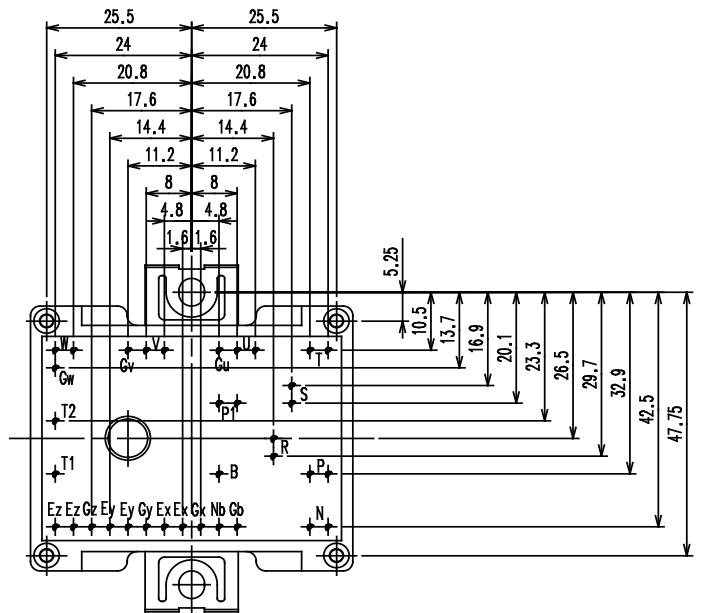 25.5 25.5
24 24
20.8 20.8
17.6 17.6
14.4 14.4
11.2 11.2
8 8
4.8 4.8
1.6 1.6
5.25
10.5
13.7
16.9
20.1
23.3
26.5
29.7
32.9
42.5
47.75
W V U
Gv Gu T
Gw
S
T2 P1
R
T1 B P
Ez Ez Gz Ey Ey Gy Ex Ex Gx Nb Gb N